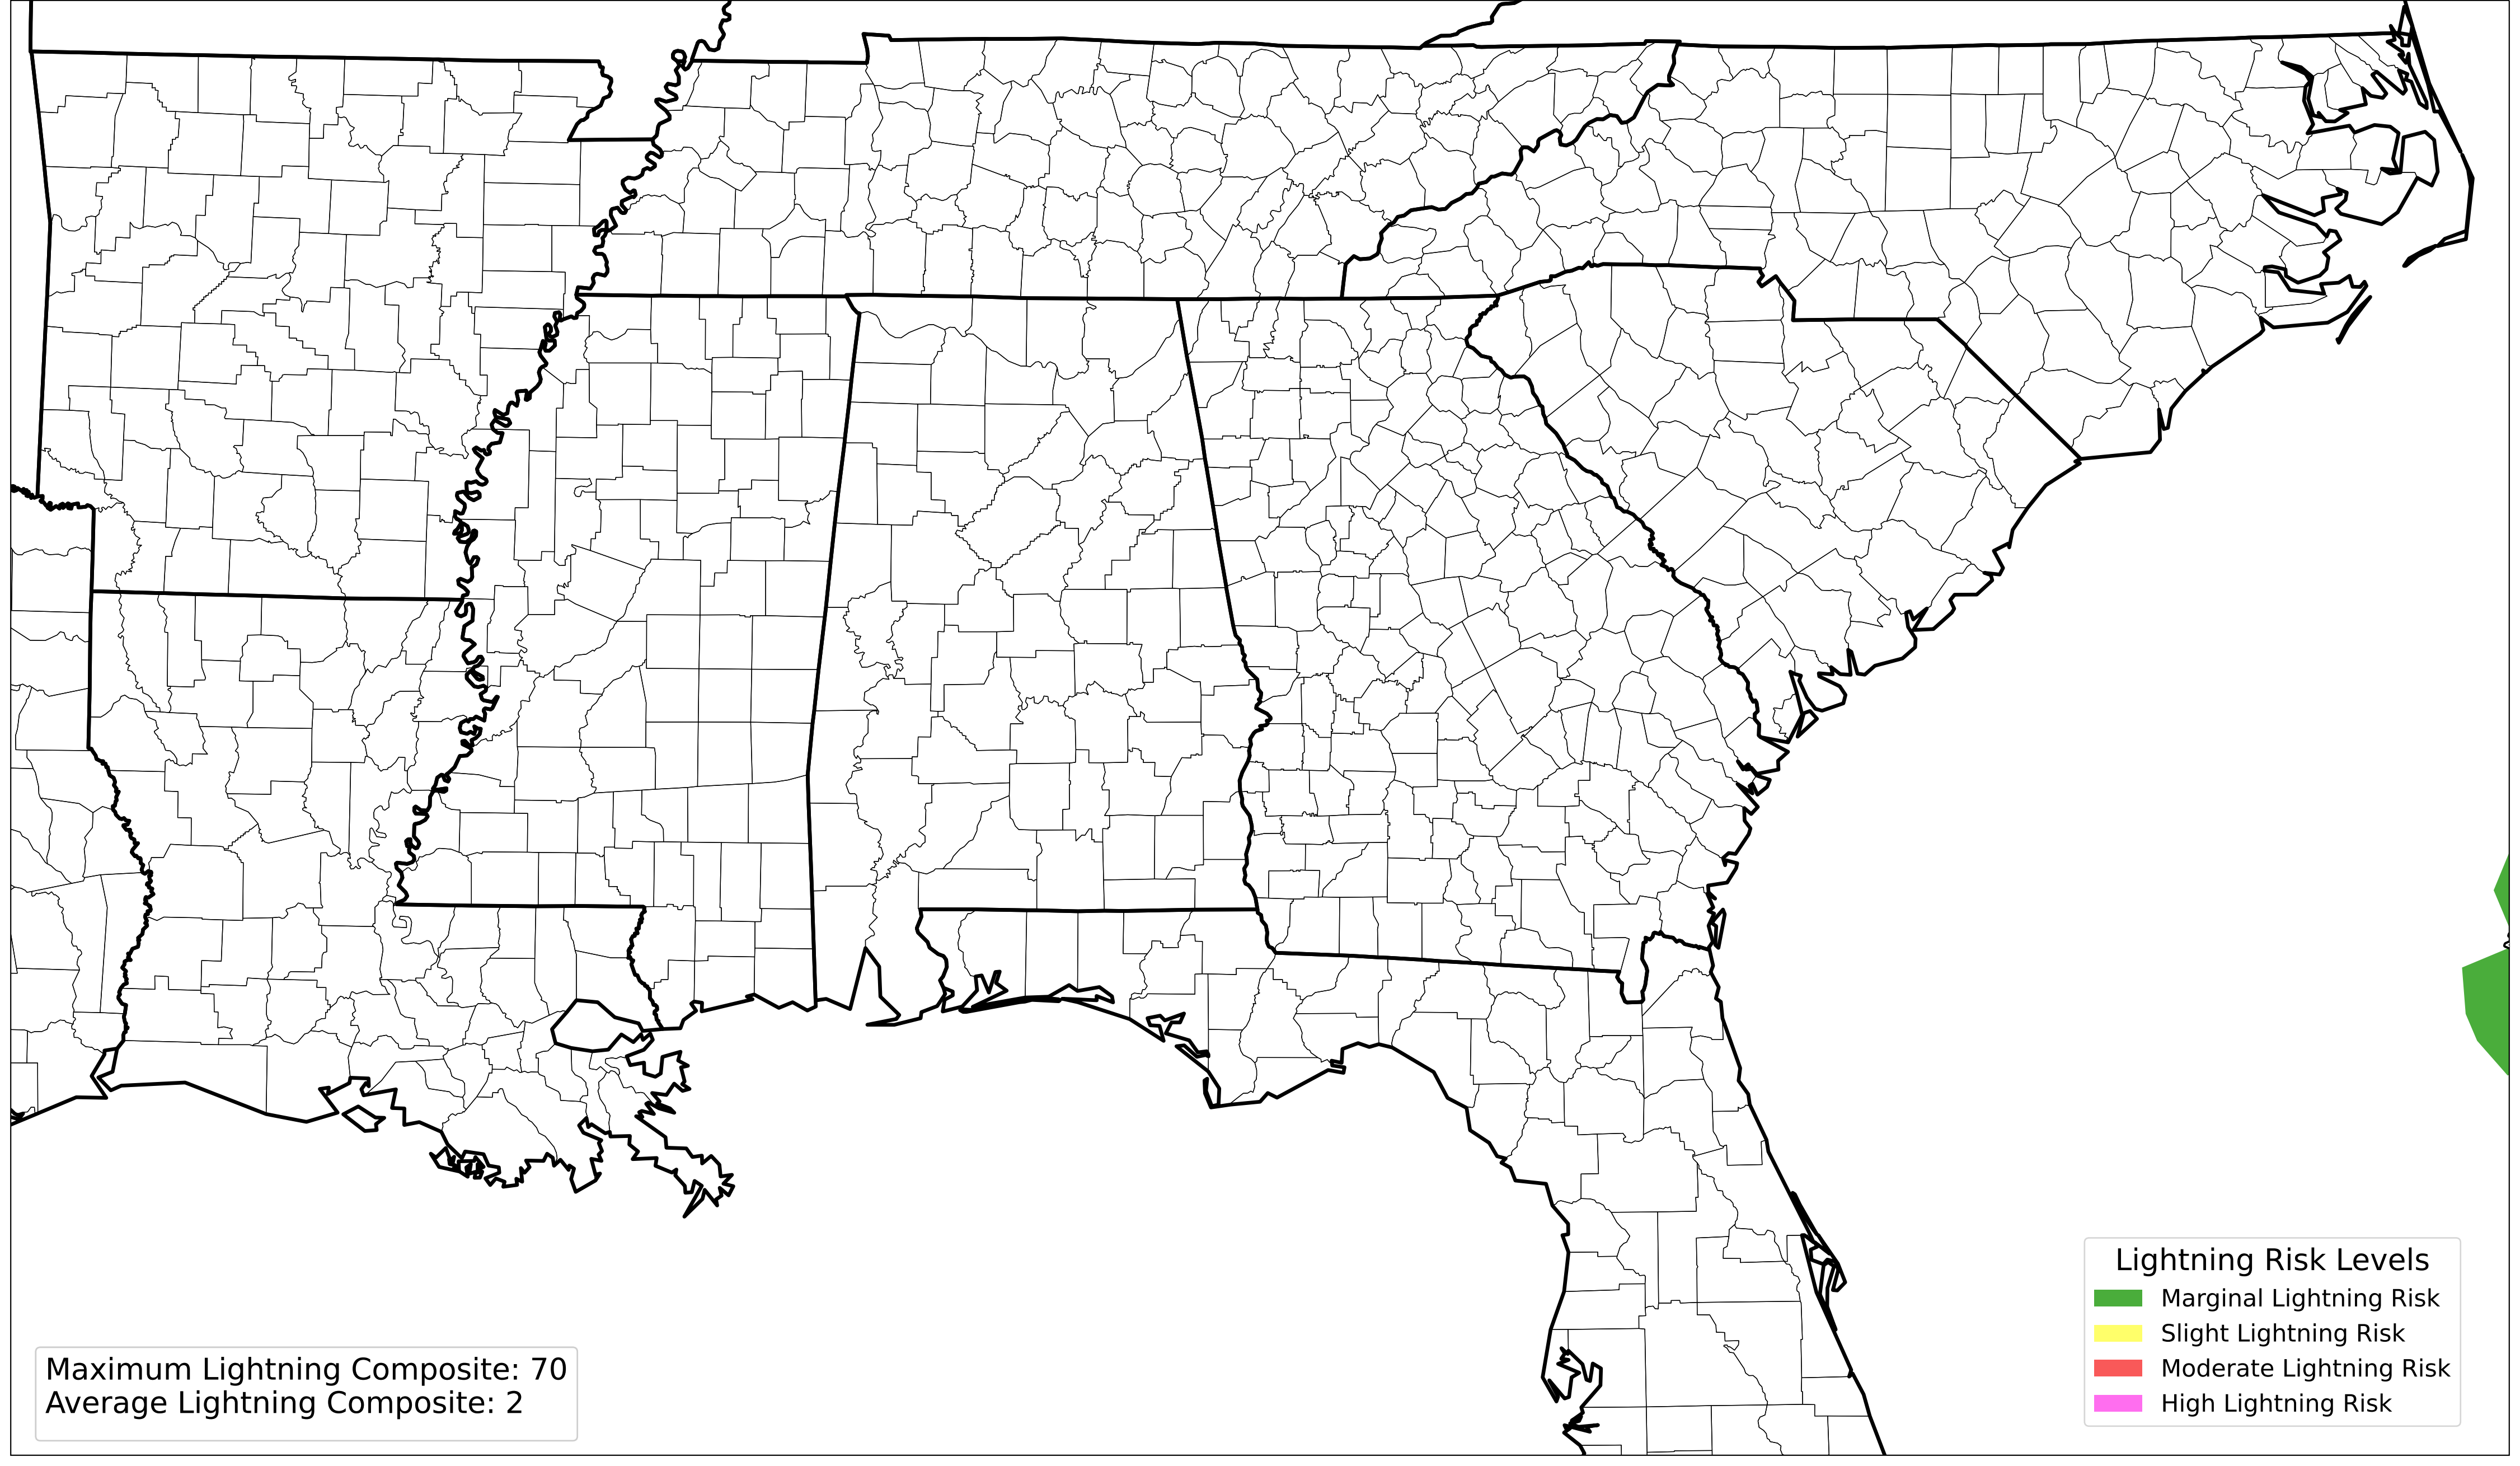 Maximum Lightning Composite: 70
Average Lightning Composite: 2
Lightning Risk Levels
Marginal Lightning Risk
Slight Lightning Risk
Moderate Lightning Risk
High Lightning Risk